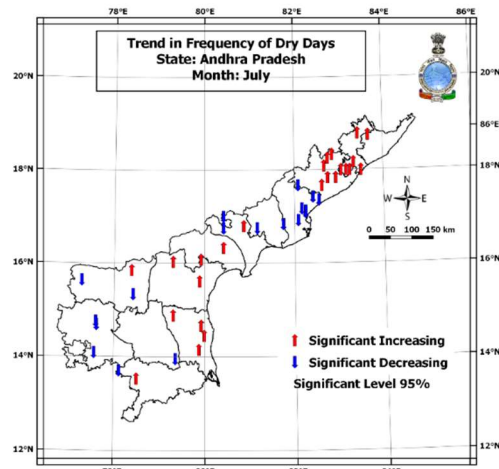 78°E 80°E 82°E 84°E 86°E
Trend in Frequency of Dry Days
State: Andhra Pradesh
Month: July
20°N 20°N
86°E
18°N 18°N
N
W E
S
0 50 100 150 km
16°N
Significant Increasing
Significant Decreasing
Significant Level 95%
14°N 14°N
12°N 12°N
80°E